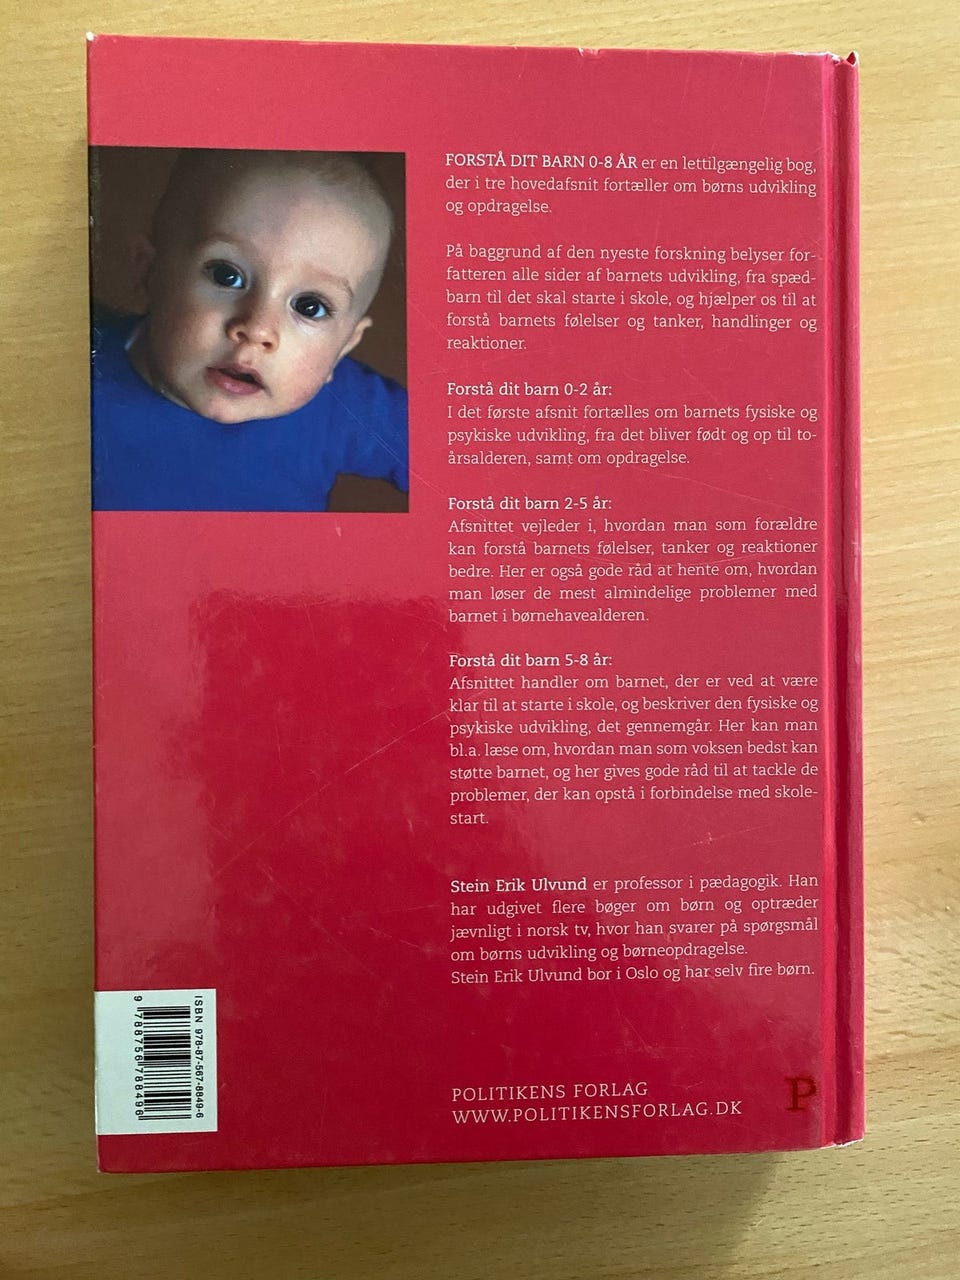 FORSTÅ DIT BARN 0-8 ÅR er en lettilgængelig bog,
der i tre hovedafsnit fortæller om børns udvikling
og opdragelse.
På baggrund af den nyeste forskning belyser for-
fatteren alle sider af barnets udvikling, fra spæd-
barn til det skal starte i skole, og hjælper os til at
forstå barnets følelser og tanker, handlinger og
reaktioner.
Forstå dit barn 0-2 år:
I det første afsnit fortælles om barnets fysiske og
psykiske udvikling, fra det bliver født og op til to-
årsalderen, samt om opdragelse.
Forstå dit barn 2-5 år:
Afsnittet vejleder i, hvordan man som forældre
kan forstå barnets følelser, tanker og reaktioner
bedre. Her er også gode råd at hente om, hvordan
man løser de mest almindelige problemer med
barnet i børnehavealderen.
Forstå dit barn 5-8 år:
Afsnittet handler om barnet, der er ved at være
klar til at starte i skole, og beskriver den fysiske og
psykiske udvikling, det gennemgår. Her kan man
bl.a. læse om, hvordan man som voksen bedst kan
støtte barnet, og her gives gode råd til at tackle de
problemer, der kan opstå i forbindelse med skole-
start.
Stein Erik Ulvund er professor i pædagogik. Han
har udgivet flere bøger om børn og optræder
jævnligt i norsk tv, hvor han svarer på spørgsmål
om børns udvikling og børneopdragelse.
Stein Erik Ulvund bor i Oslo og har selv fire børn.
ISBN 978-87-567-8849-6
9 788756 788496
POLITIKENS FORLAG
WWW.POLITIKENSFORLAG.DK
P